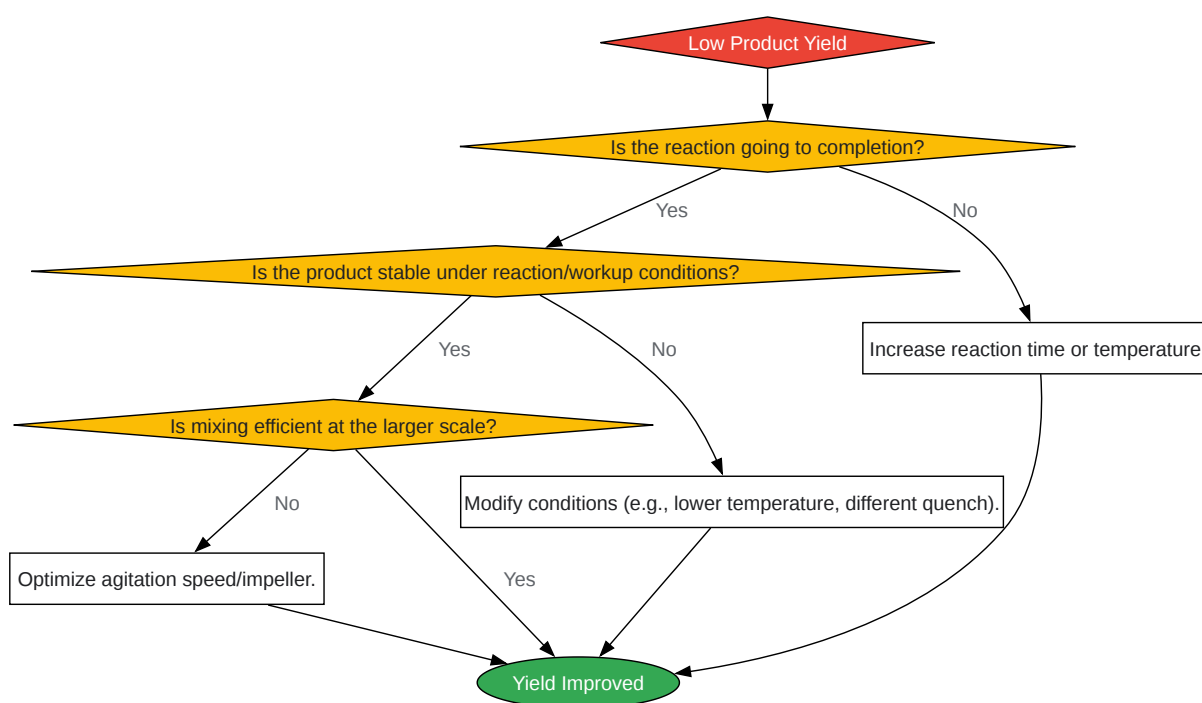 Low Product Yield
Is the reaction going to completion?
Yes
No
Is the product stable under reaction/workup conditions?
Yes
No
Increase reaction time or temperature
Is mixing efficient at the larger scale?
No
Yes
Modify conditions (e.g., lower temperature, different quench).
Optimize agitation speed/impeller.
Yield Improved